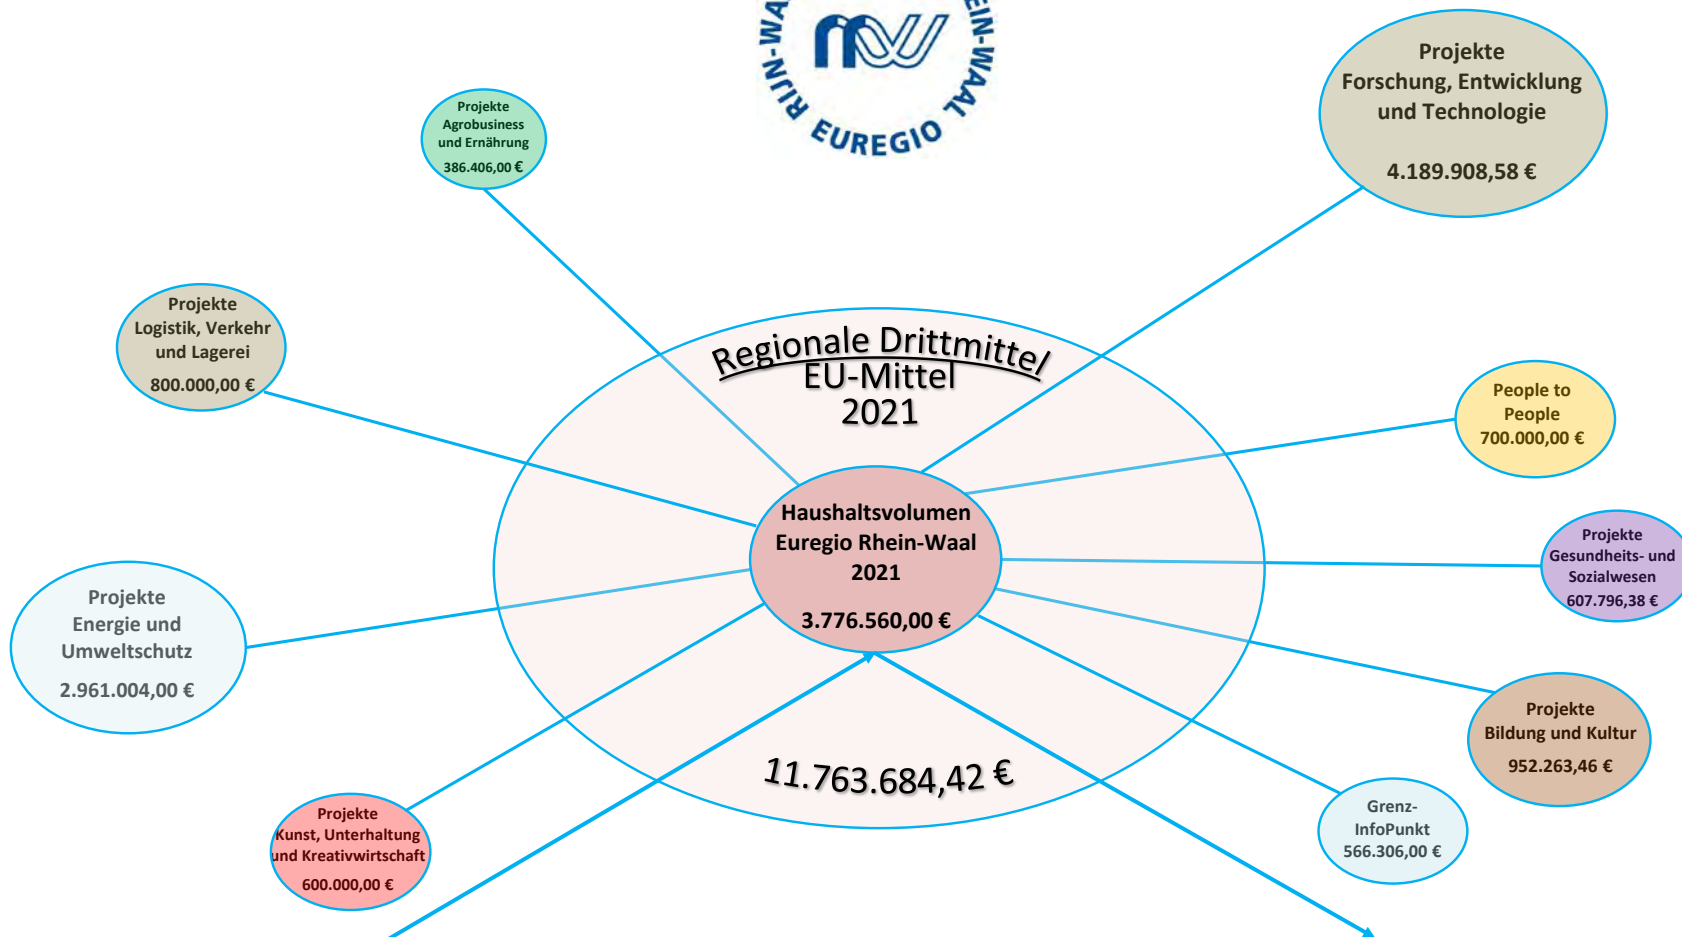 RIJN-WAAL
EUREGIO
EIN-WAAL
Projekte
Forschung, Entwicklung
und Technologie
4.189.908,58 €
Projekte
Agrobusiness
und Ernährung
386.406,00 €
Projekte
Logistik, Verkehr
und Lagerei
800.000,00 €
Regionale Drittmittel
EU-Mittel
2021
People to
People
700.000,00 €
Haushaltsvolumen
Euregio Rhein-Waal
2021
3.776.560,00 €
Projekte
Gesundheits- und
Sozialwesen
607.796,38 €
Projekte
Energie und
Umweltschutz
2.961.004,00 €
Projekte
Bildung und Kultur
952.263,46 €
11.763.684,42 €
Grenz-
InfoPunkt
566.306,00 €
Projekte
Kunst, Unterhaltung
und Kreativwirtschaft
600.000,00 €